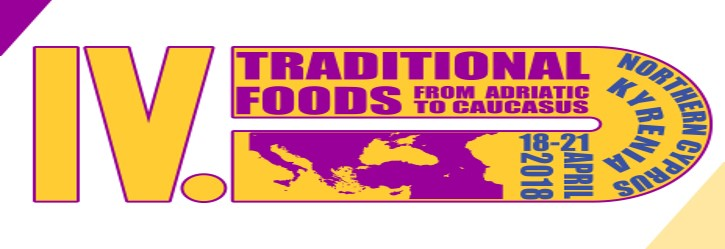 IV.
TRADITIONAL
FOODS
FROM ADRIATIC
TO CAUCASUS
NORTHERN CYPRUS
KYRENIA
18-21
APRIL
2018